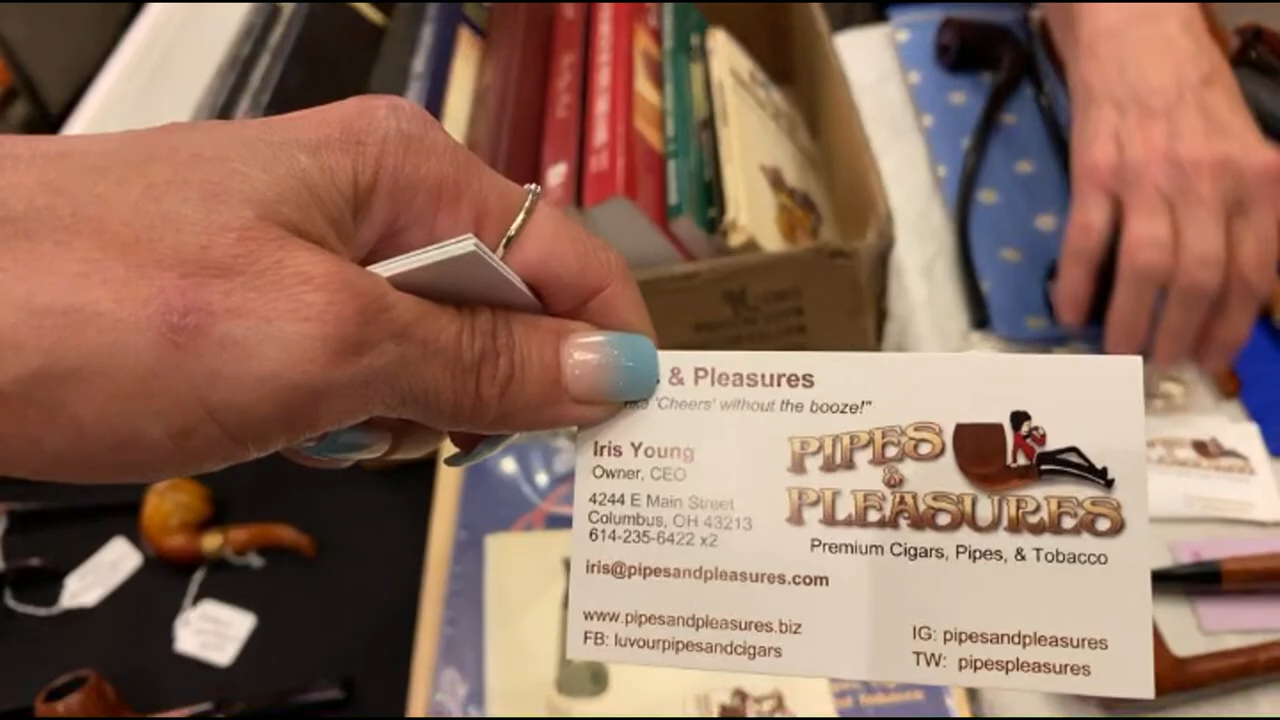 & Pleasures
'Cheers' without the booze!"
Iris Young
Owner, CEO
4244 E Main Street
Columbus, OH 43213
614-235-6422 x2
iris@pipesandpleasures.com
www.pipesandpleasures.biz
FB: luvourpipesandcigars
PIPES
&
PLEASURES
Premium Cigars, Pipes, & Tobacco
IG: pipesandpleasures
TW: pipespleasures